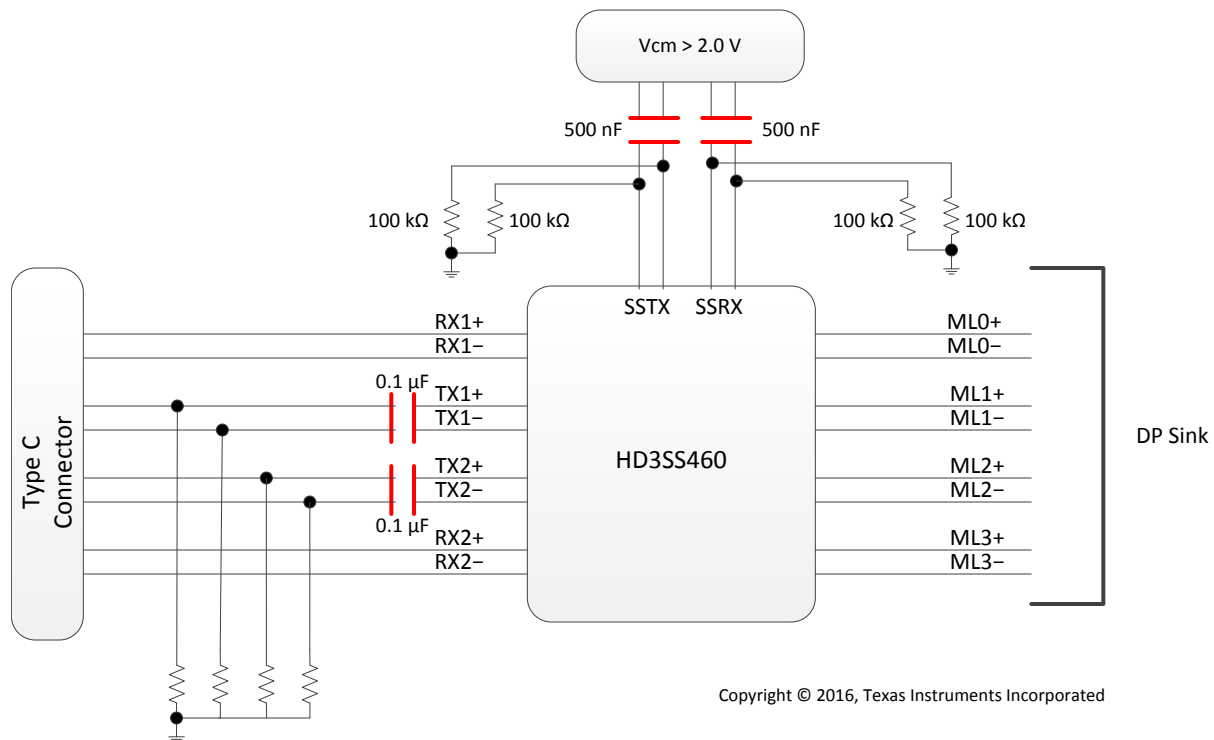 Vcm > 2.0 V
500 nF
500 nF
100 kΩ
100 kΩ
100 kΩ
100 kΩ
SSTX
SSRX
Type C
Connector
RX1+
RX1−
0.1 µF
TX1+
TX1−
TX2+
TX2−
0.1 µF
RX2+
RX2−
HD3SS460
ML0+
ML0−
ML1+
ML1−
ML2+
ML2−
ML3+
ML3−
DP Sink
Copyright © 2016, Texas Instruments Incorporated